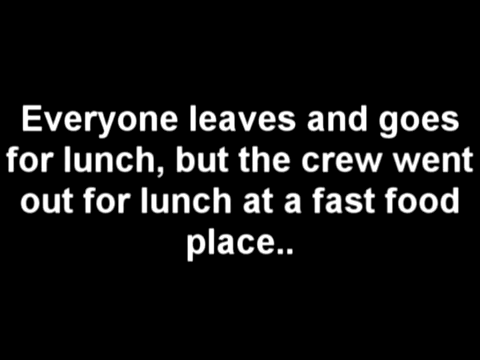 Everyone leaves and goes
for lunch, but the crew went
out for lunch at a fast food
place..